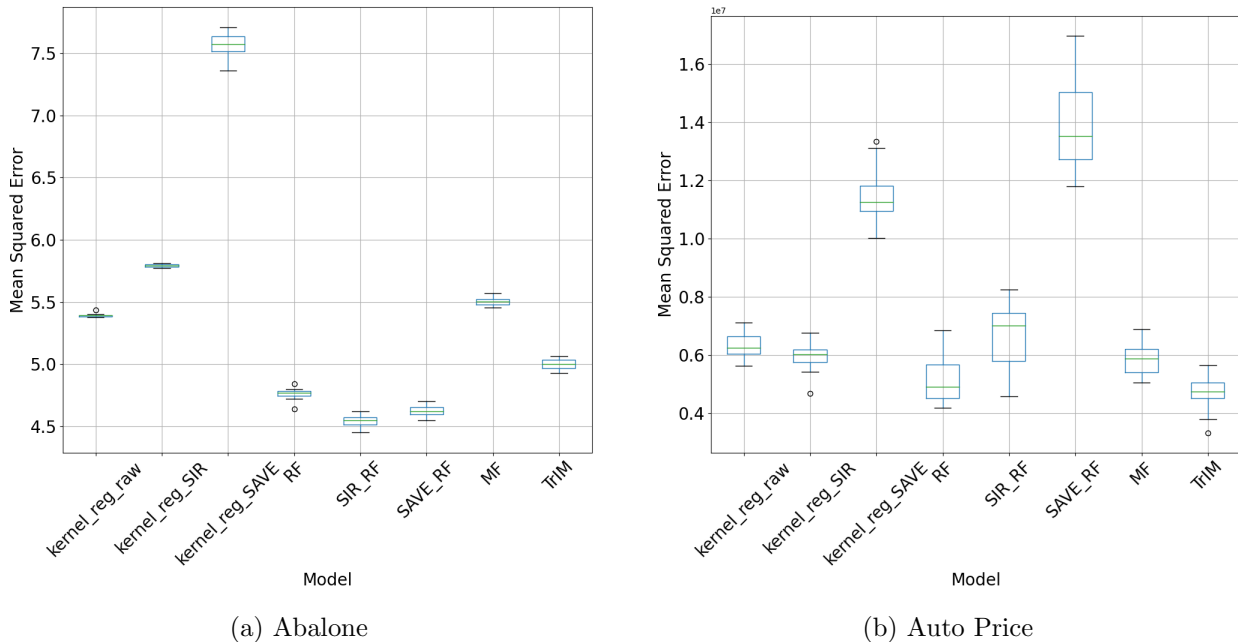 7.5
7.0
6.5
6.0
5.5
5.0
4.5
Mean Squared Error
kernel_reg_raw
kernel_reg_SIR
kernel_reg_SAVE
RF
SIR_RF
SAVE_RF
MF
TrIM
Model
(a) Abalone
1e7
1.6
1.4
1.2
1.0
0.8
0.6
0.4
Mean Squared Error
kernel_reg_raw
kernel_reg_SIR
kernel_reg_SAVE
RF
SIR_RF
SAVE_RF
MF
TrIM
Model
(b) Auto Price